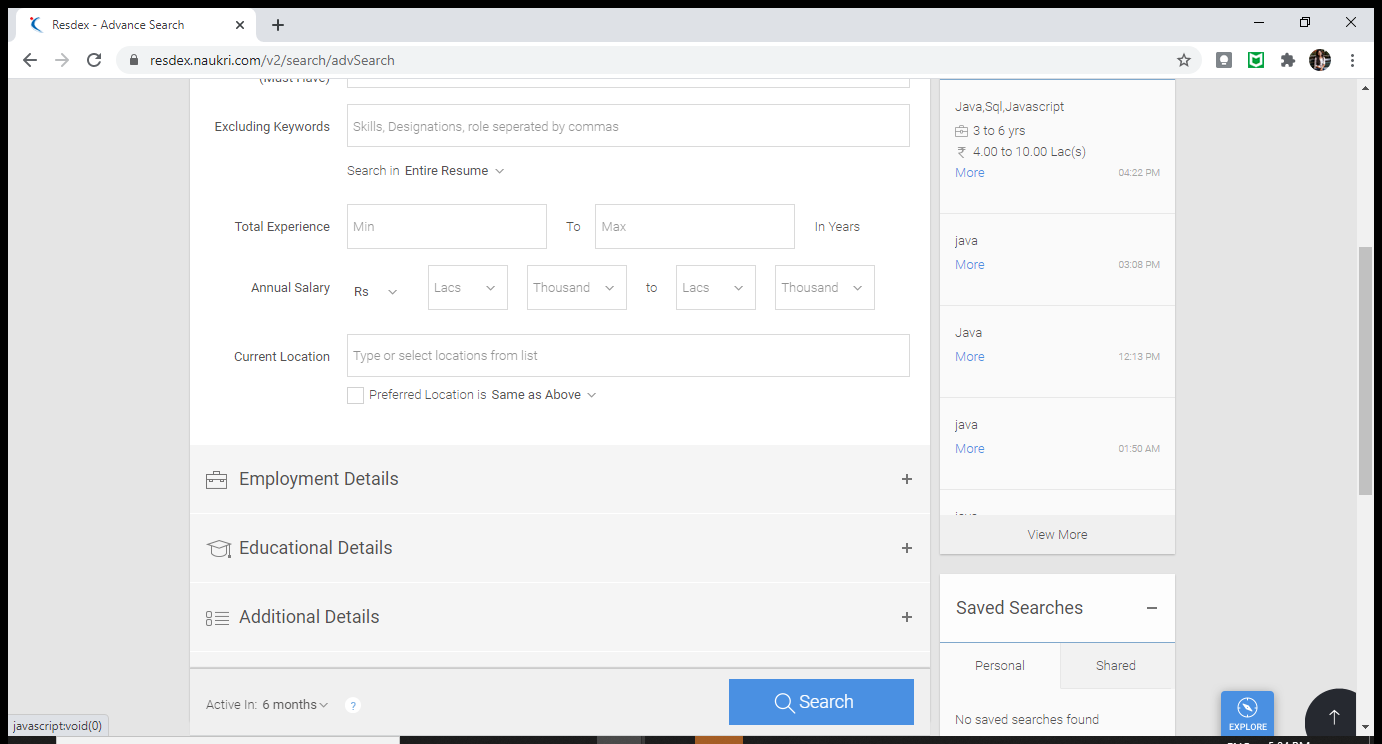 Resdex - Advance Search
resdex.naukri.com/v2/search/advSearch
(Must Have)
Excluding Keywords
Skills, Designations, role seperated by commas
Search in Entire Resume
Total Experience Min To Max In Years
Annual Salary Rs Lacs Thousand to Lacs Thousand
Current Location Type or select locations from list
Preferred Location is Same as Above
Employment Details +
Educational Details +
Additional Details +
Active In: 6 months ?
Search
Java,Sql,Javascript
3 to 6 yrs
₹ 4.00 to 10.00 Lac(s)
More 04:22 PM
java
More 03:08 PM
Java
More 12:13 PM
java
More 01:50 AM
java
View More
Saved Searches
Personal Shared
No saved searches found
EXPLORE
javascript:void(0)